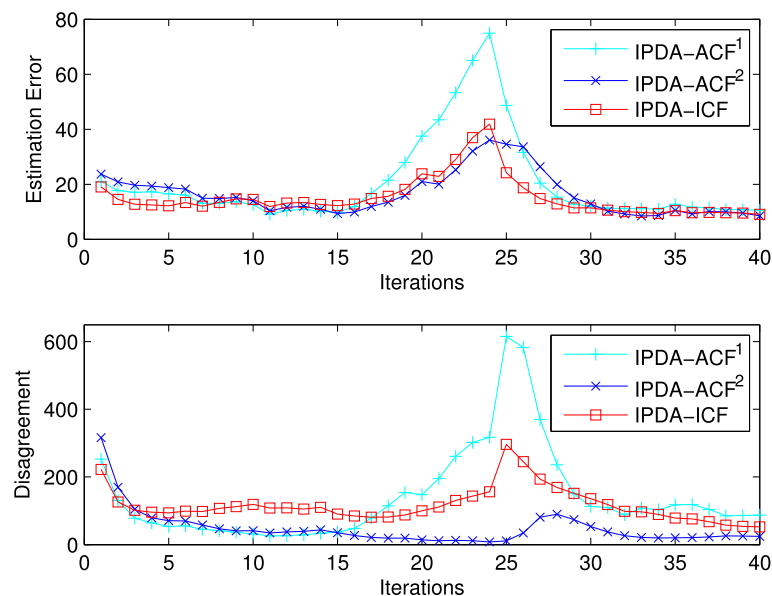 80
60
40
20
0
Estimation Error
0 5 10 15 20 25 30 35 40
Iterations
IPDA−ACF¹
IPDA−ACF²
IPDA−ICF
600
400
200
0
Disagreement
0 5 10 15 20 25 30 35 40
Iterations
IPDA−ACF¹
IPDA−ACF²
IPDA−ICF